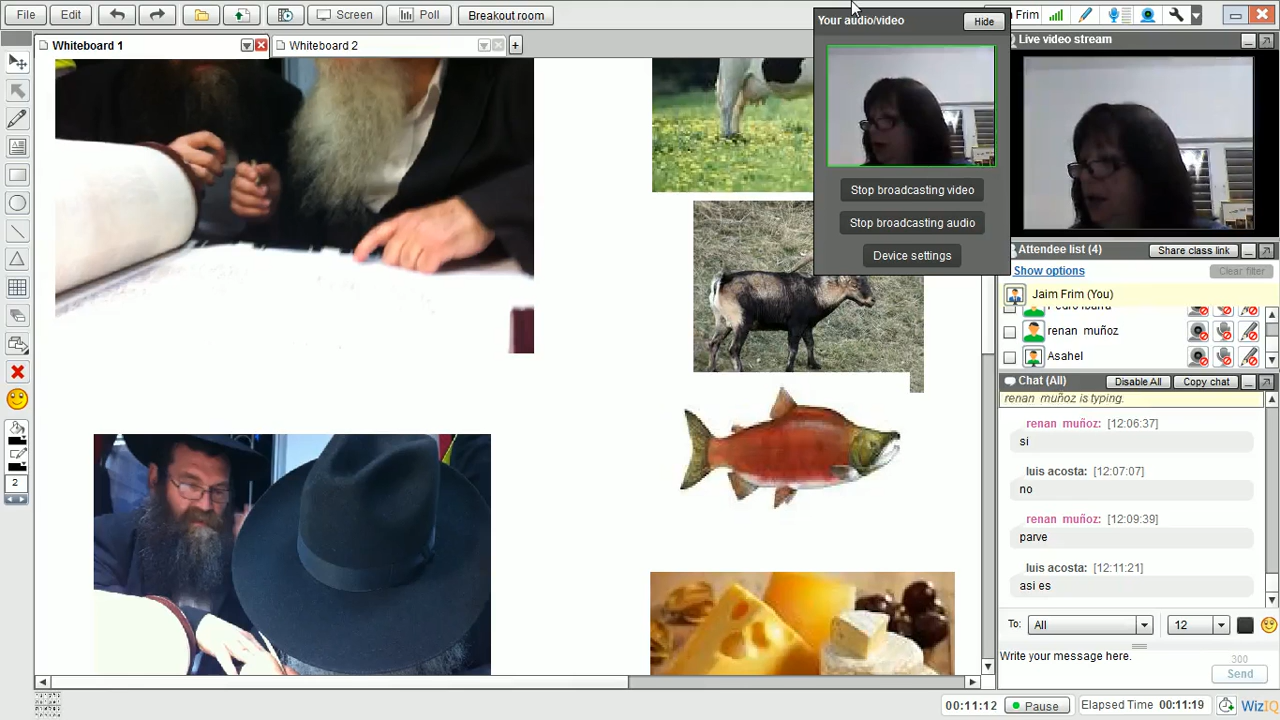 File
Edit
Screen
Poll
Breakout room
Frim
Whiteboard 1
Whiteboard 2
+
Your audio/video
Hide
Stop broadcasting video
Stop broadcasting audio
Device settings
Live video stream
Attendee list (4)
Share class link
Show options
Clear filter
Jaim Frim (You)
Pedro Ibarra
renan muñoz
Asahel
Chat (All)
Disable All
Copy chat
renan muñoz is typing.
renan muñoz: [12:06:37]
si
luis acosta: [12:07:07]
no
renan muñoz: [12:09:39]
parve
luis acosta: [12:11:21]
asi es
To:
All
12
Write your message here.
300
Send
2
00:11:12
Pause
Elapsed Time
00:11:19
WizIQ